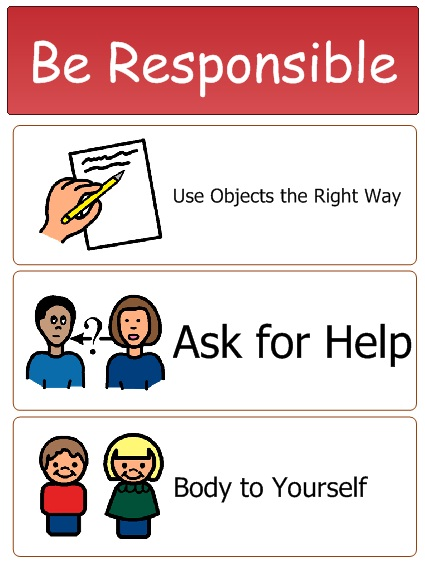 Be Responsible
Use Objects the Right Way
?
Ask for Help
Body to Yourself